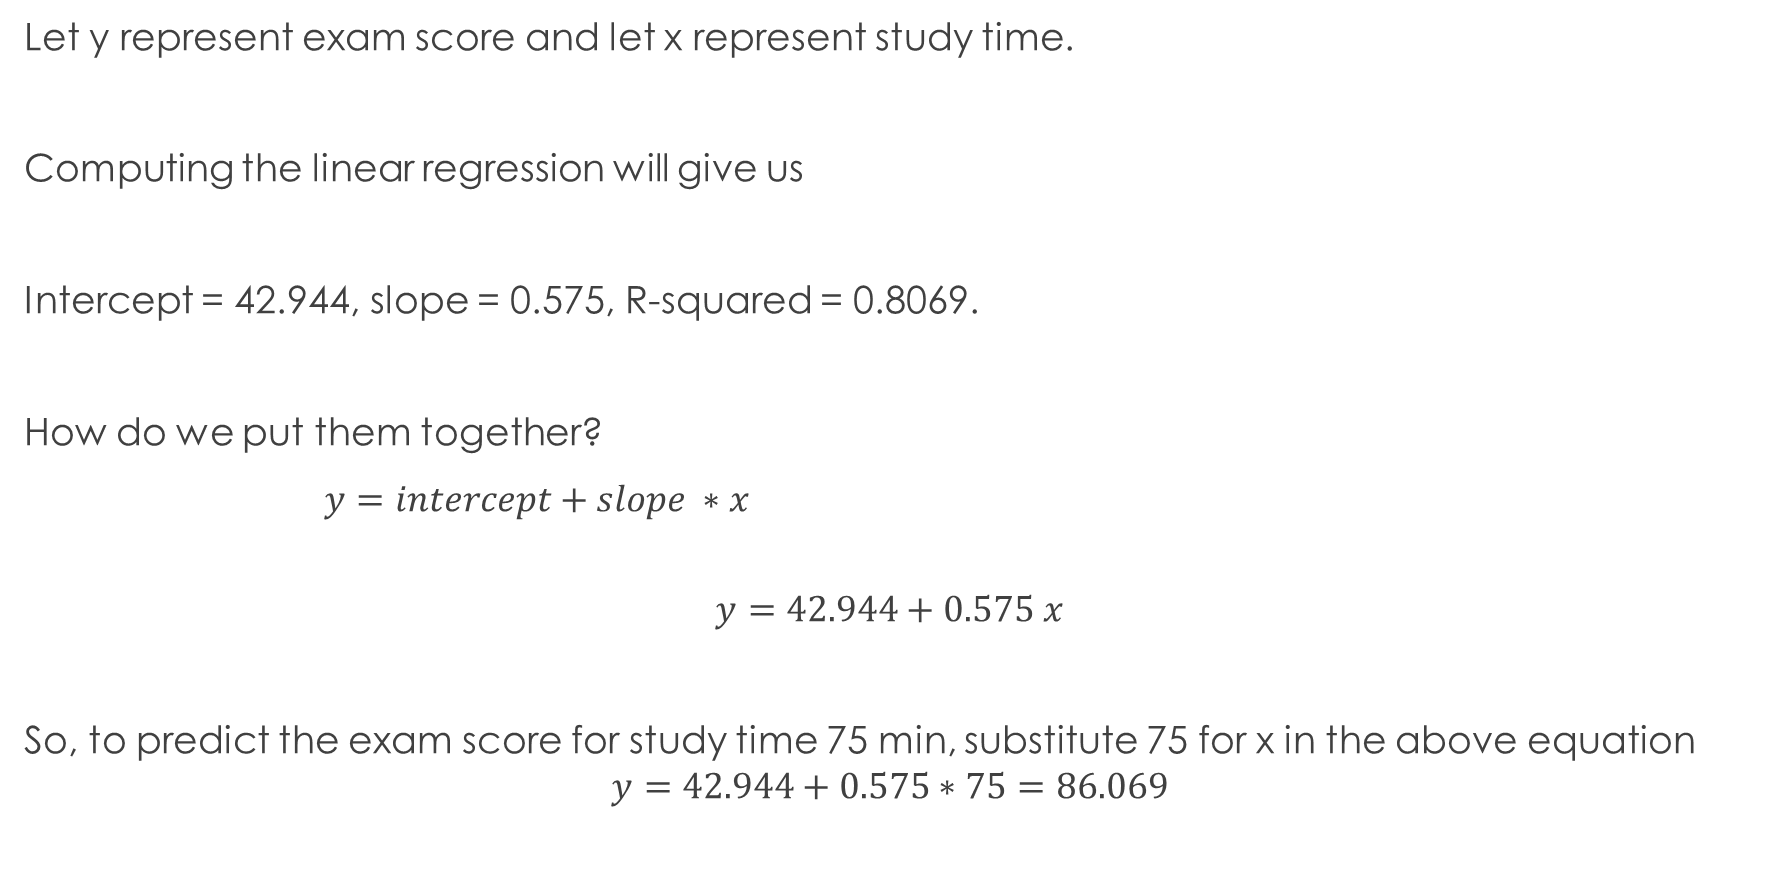 Let y represent exam score and let x represent study time.
Computing the linear regression will give us
Intercept = 42.944, slope = 0.575, R-squared = 0.8069.
How do we put them together?
y = intercept + slope * x
y = 42.944 + 0.575 x
So, to predict the exam score for study time 75 min, substitute 75 for x in the above equation
y = 42.944 + 0.575 * 75 = 86.069